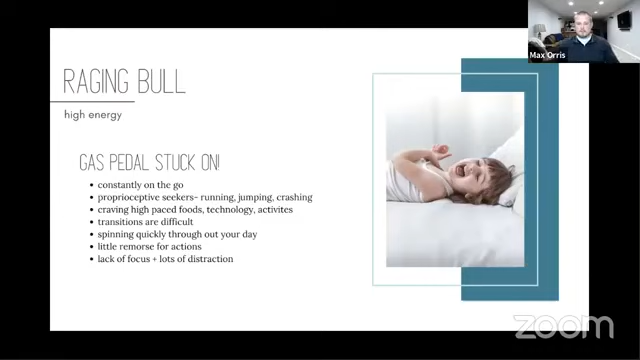 RAGING BULL
high energy
GAS PEDAL STUCK ON!
• constantly on the go
• proprioceptive seekers- running, jumping, crashing
• craving high paced foods, technology, activites
• transitions are difficult
• spinning quickly through out your day
• little remorse for actions
• lack of focus + lots of distraction
Max Orris
zoom